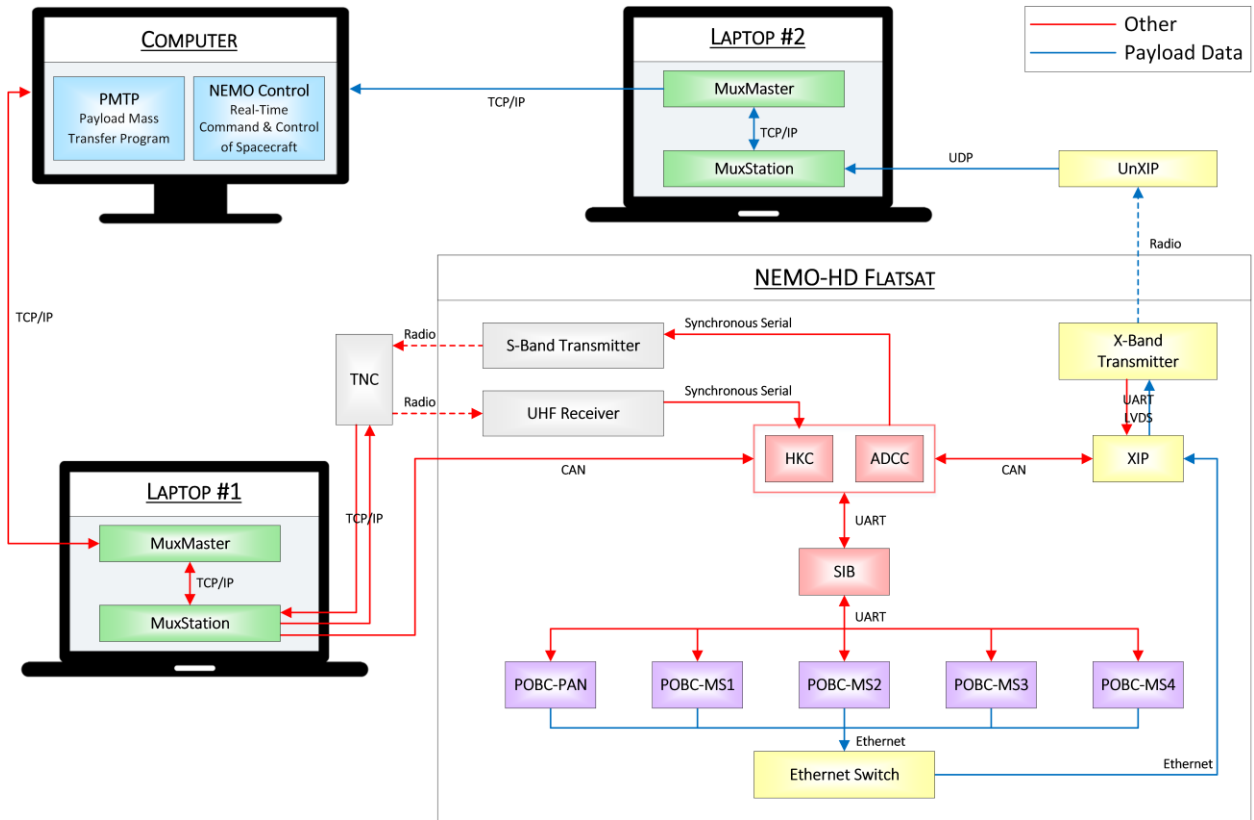 COMPUTER
PMTP
Payload Mass
Transfer Program
NEMO Control
Real-Time
Command & Control
of Spacecraft
TCP/IP
LAPTOP #2
MuxMaster
TCP/IP
MuxStation
Other
Payload Data
UDP
UnXIP
Radio
NEMO-HD FLATSAT
TCP/IP
TNC
Radio
Radio
S-Band Transmitter
Synchronous Serial
UHF Receiver
Synchronous Serial
X-Band
Transmitter
UART
LVDS
HKC
ADCC
CAN
CAN
XIP
LAPTOP #1
MuxMaster
TCP/IP
MuxStation
TCP/IP
UART
SIB
UART
POBC-PAN
POBC-MS1
POBC-MS2
POBC-MS3
POBC-MS4
Ethernet
Ethernet Switch
Ethernet